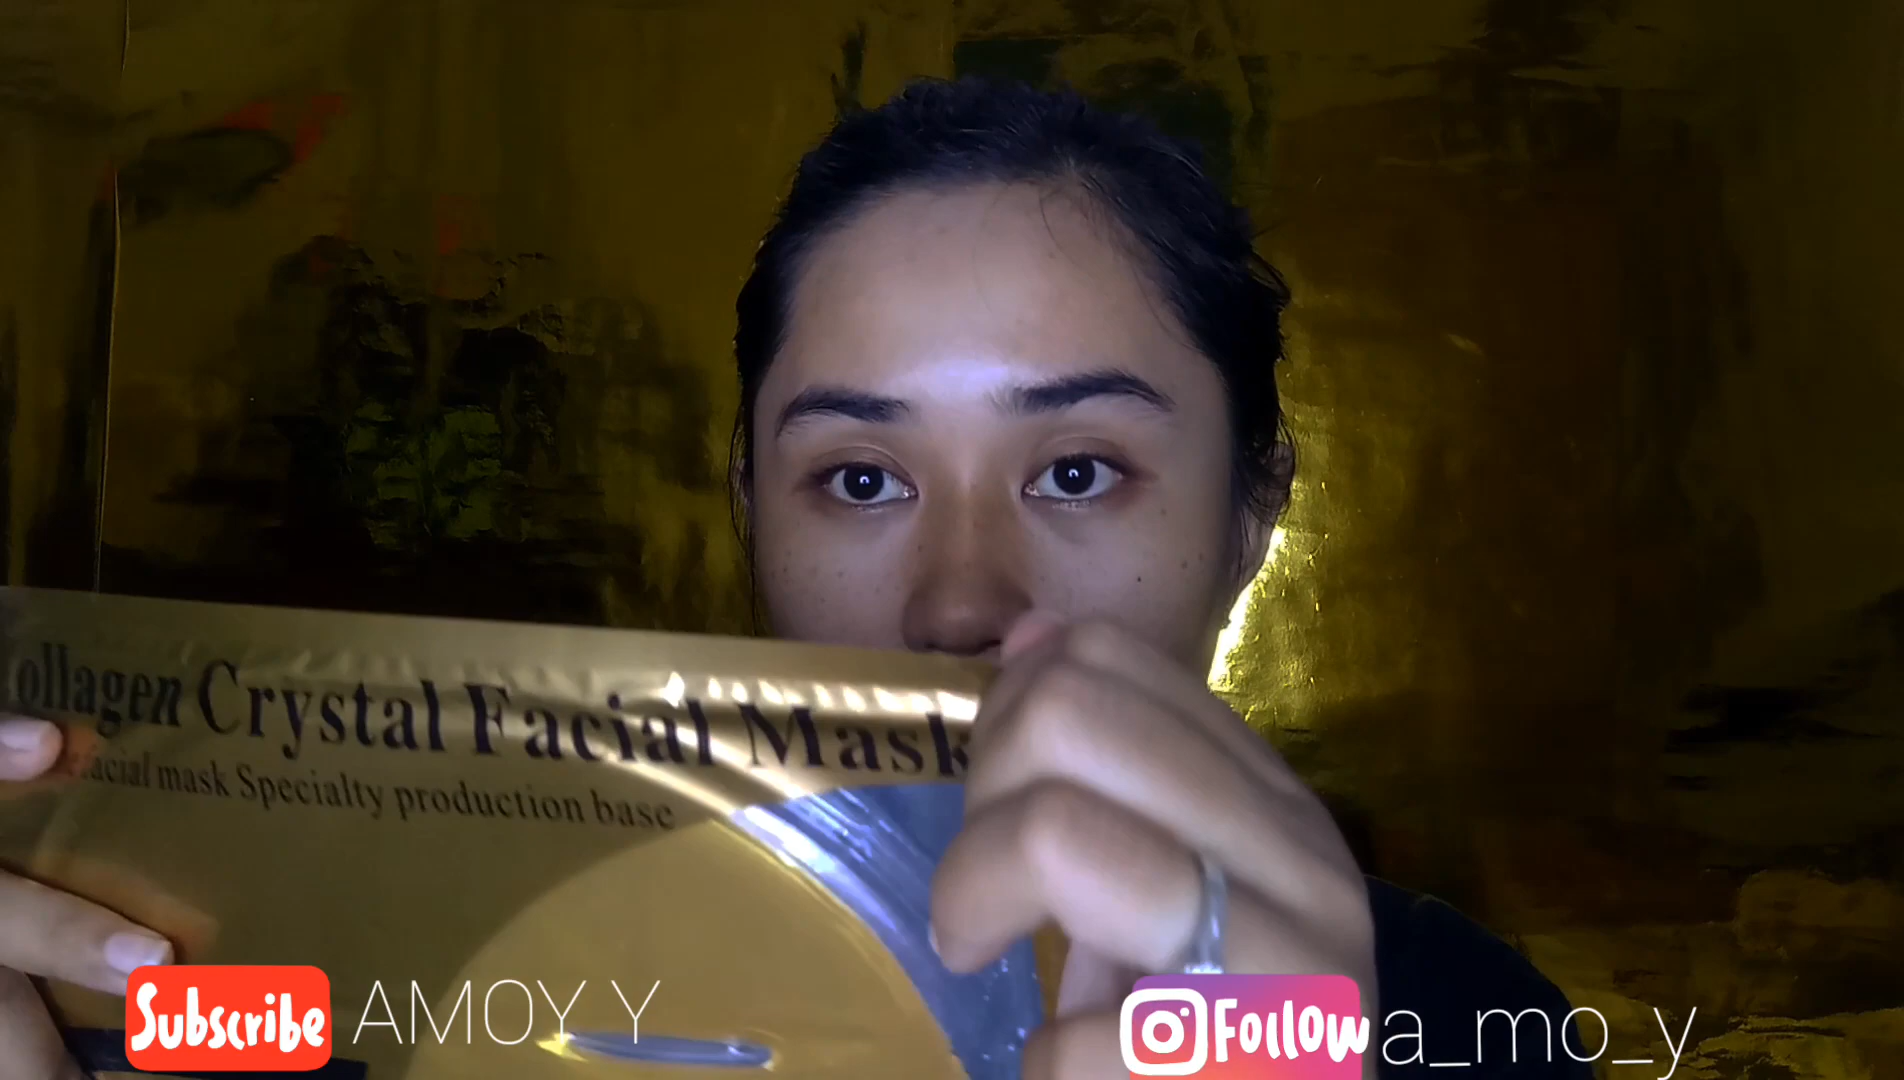 ollagen Crystal Facial Mask
acial mask Specialty production base
Subscribe AMOY Y
Follow a_mo_y